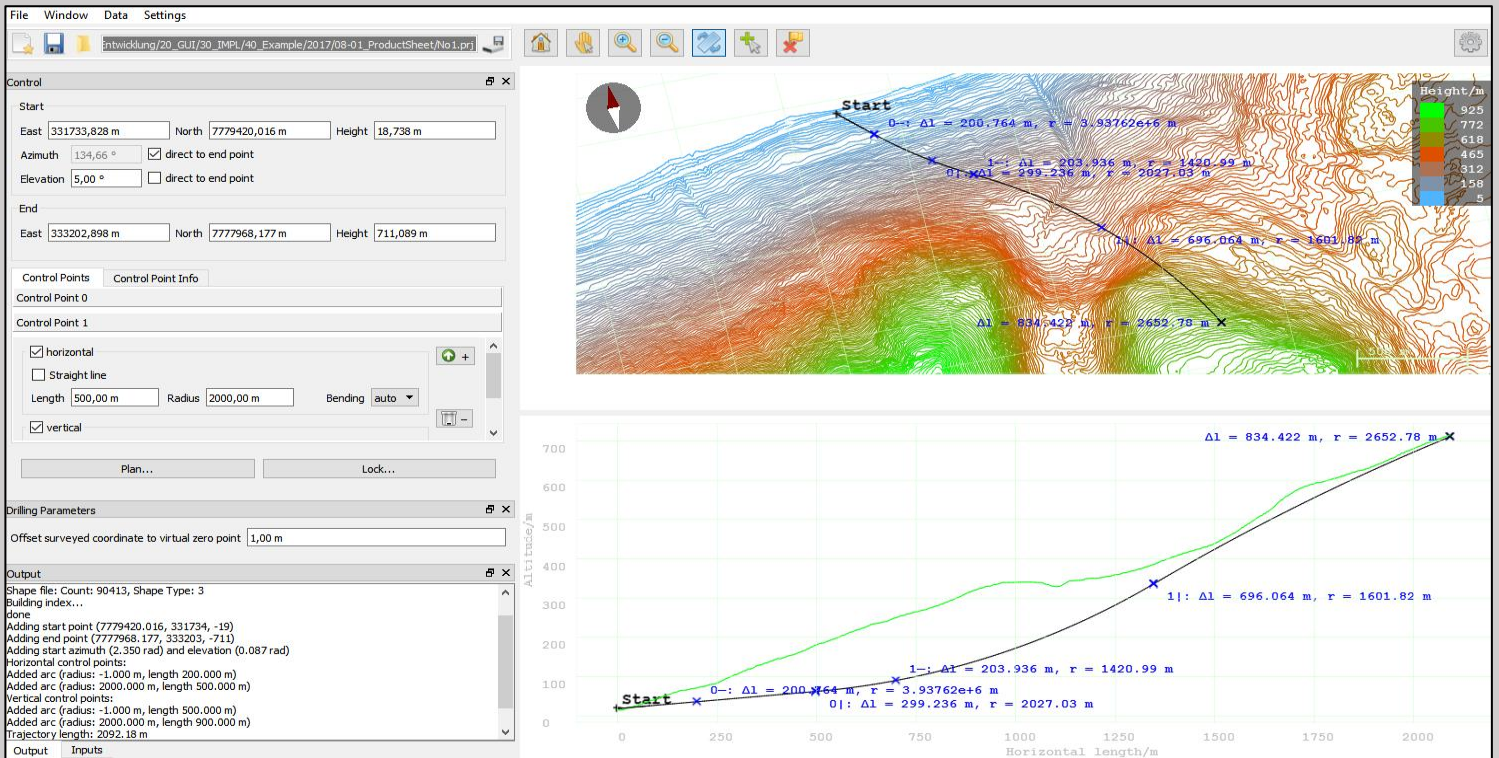 File Window Data Settings
Entwicklung/20_GUI/30_IMPL/40_Example/2017/08-01_ProductSheet/No1.prj
Control
Start
East 331733,828 m North 7779420,016 m Height 18,738 m
Azimuth 134,66 ° direct to end point
Elevation 5,00 ° direct to end point
End
East 333202,898 m North 7777968,177 m Height 711,089 m
Control Points Control Point Info
Control Point 0
Control Point 1
horizontal
+
Straight line
Length 500,00 m Radius 2000,00 m Bending auto
−
vertical
Plan... Lock...
Drilling Parameters
Offset surveyed coordinate to virtual zero point 1,00 m
Output
Shape file: Count: 90413, Shape Type: 3
Building index...
done
Adding start point (7779420.016, 331734, -19)
Adding end point (7777968.177, 333203, -711)
Adding start azimuth (2.350 rad) and elevation (0.087 rad)
Horizontal control points:
Added arc (radius: -1.000 m, length 200.000 m)
Added arc (radius: 2000.000 m, length 500.000 m)
Vertical control points:
Added arc (radius: -1.000 m, length 500.000 m)
Added arc (radius: 2000.000 m, length 900.000 m)
Trajectory length: 2092.18 m
Output Inputs
Start
0—: Δl = 200.764 m, r = 3.93762e+6 m
1—: Δl = 203.936 m, r = 1420.99 m
0|: Δl = 299.236 m, r = 2027.03 m
1|: Δl = 696.064 m, r = 1601.82 m
Δl = 834.422 m, r = 2652.78 m
Height/m
925
772
618
465
312
158
5
Altitude/m
700
600
500
400
300
200
100
0
Δl = 834.422 m, r = 2652.78 m
1|: Δl = 696.064 m, r = 1601.82 m
1—: Δl = 203.936 m, r = 1420.99 m
0—: Δl = 200.764 m, r = 3.93762e+6 m
Start
0|: Δl = 299.236 m, r = 2027.03 m
0 250 500 750 1000 1250 1500 1750 2000
Horizontal length/m